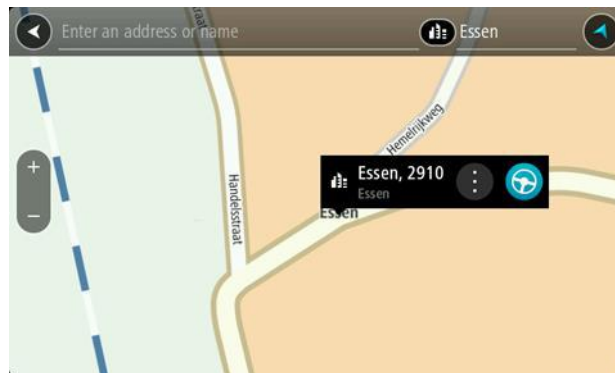 Enter an address or name
Essen
Hemelrijkweg
Essen, 2910
Essen
Essen
Handelsstraat